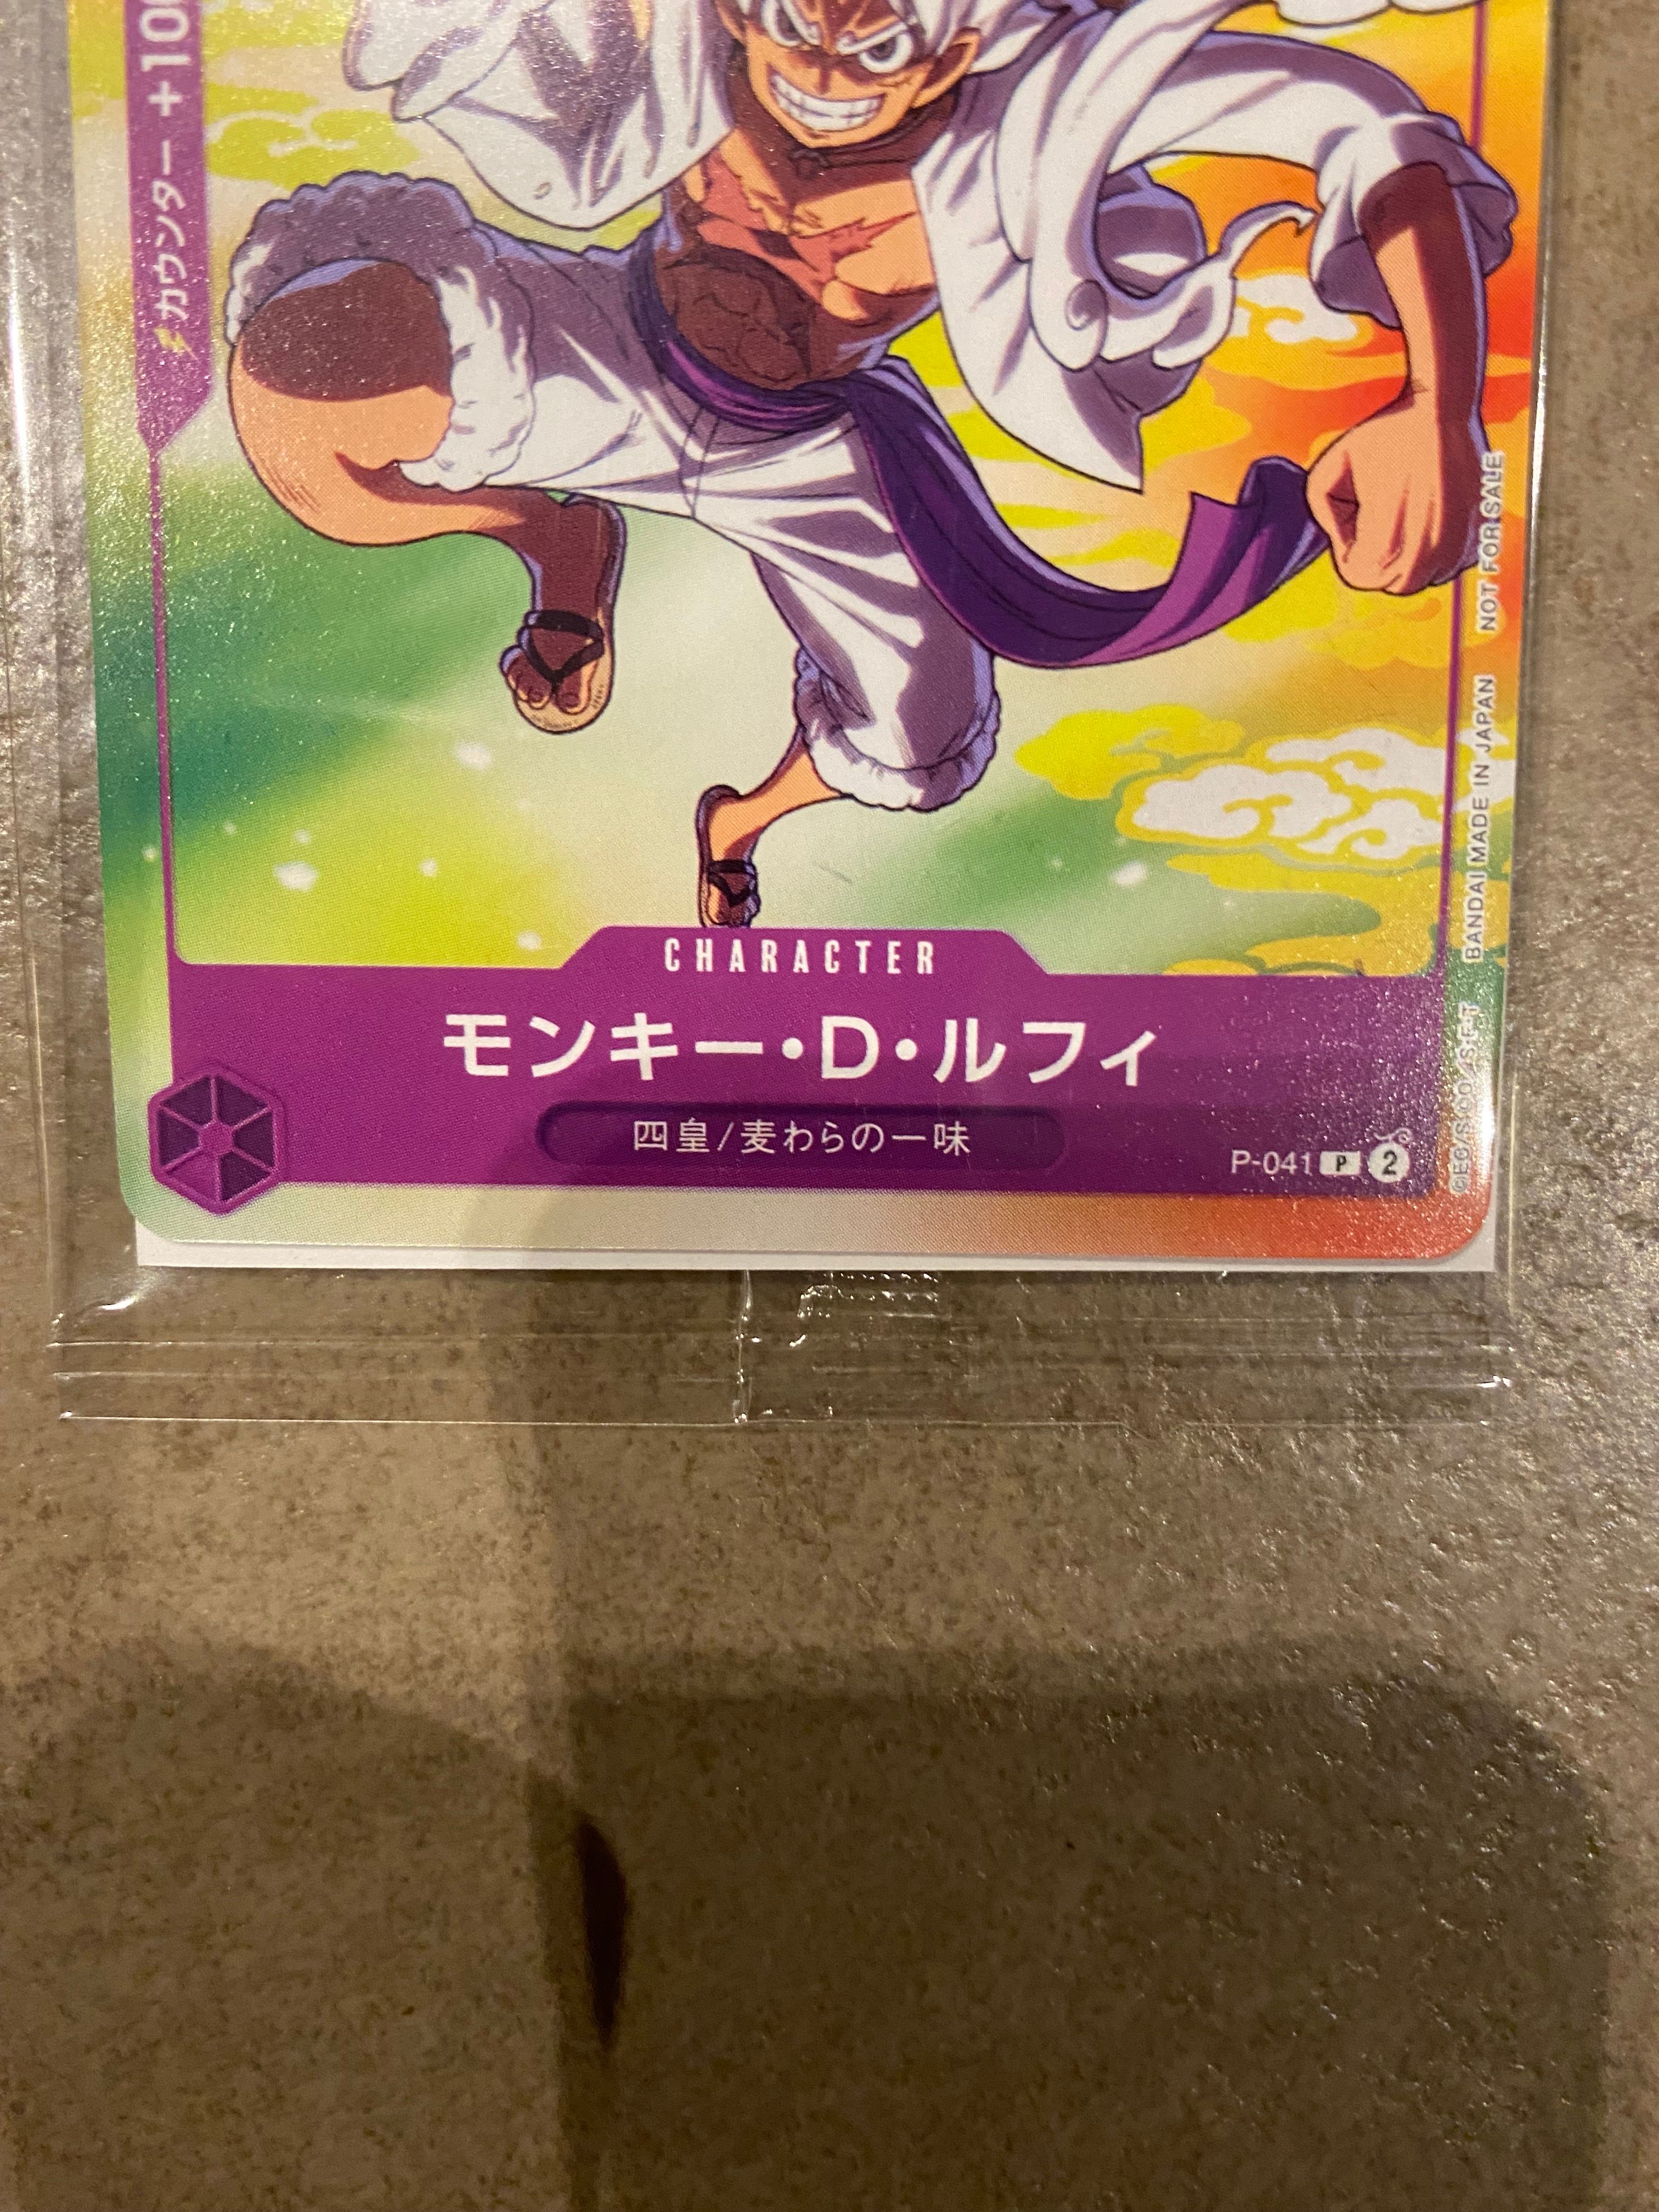 カウンター +100
NOT FOR SALE
BANDAI MADE IN JAPAN
CHARACTER
モンキー・D・ルフィ
四皇/麦わらの一味
P-041 P 2